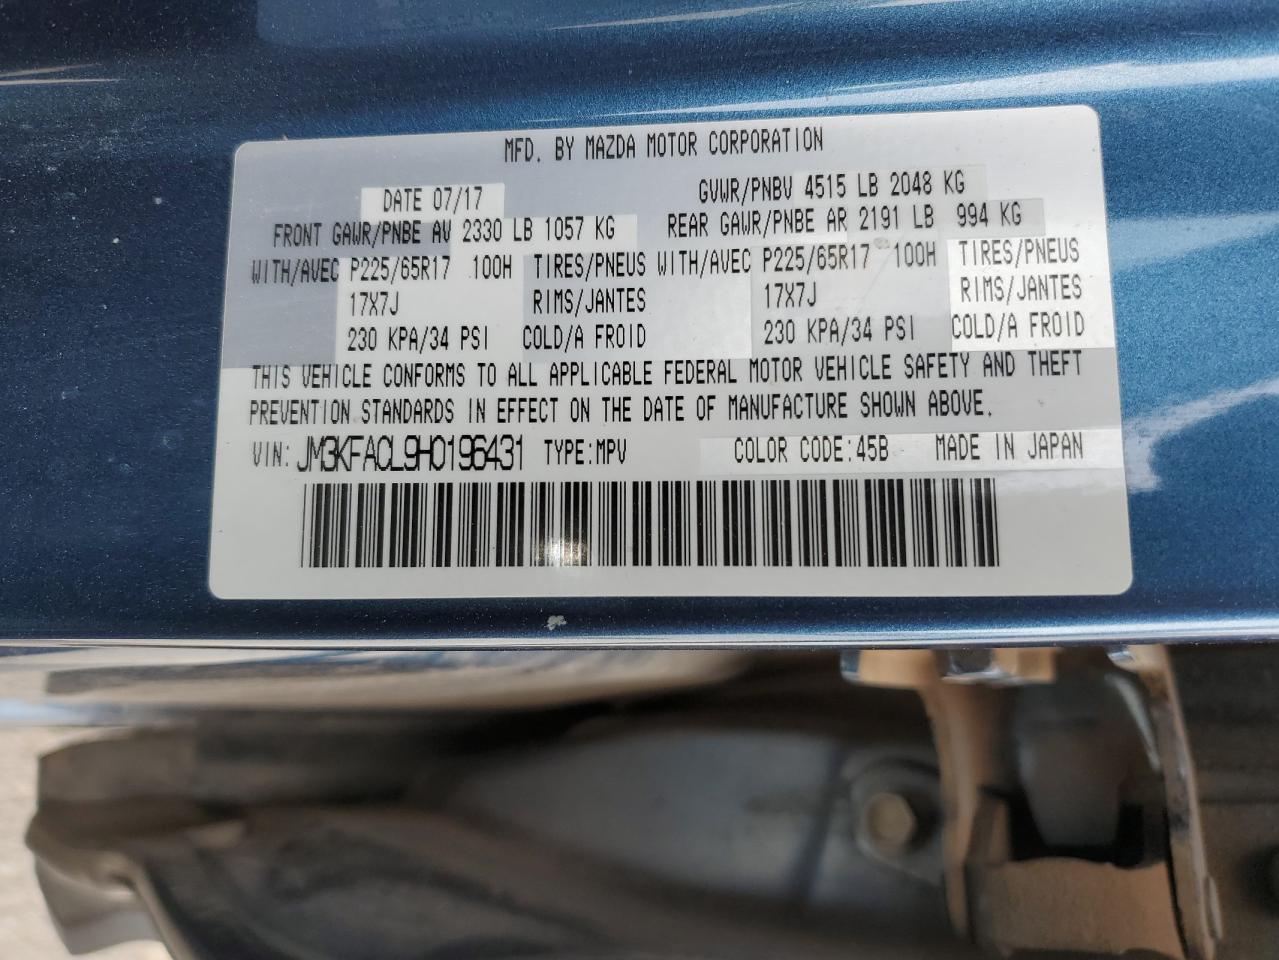 MFD. BY MAZDA MOTOR CORPORATION
DATE 07/17 GVWR/PNBV 4515 LB 2048 KG
FRONT GAWR/PNBE AV 2330 LB 1057 KG REAR GAWR/PNBE AR 2191 LB 994 KG
WITH/AVEC P225/65R17 100H TIRES/PNEUS WITH/AVEC P225/65R17 100H TIRES/PNEUS
17X7J RIMS/JANTES 17X7J RIMS/JANTES
230 KPA/34 PSI COLD/A FROID 230 KPA/34 PSI COLD/A FROID
THIS VEHICLE CONFORMS TO ALL APPLICABLE FEDERAL MOTOR VEHICLE SAFETY AND THEFT
PREVENTION STANDARDS IN EFFECT ON THE DATE OF MANUFACTURE SHOWN ABOVE.
VIN: JM3KFACL9H0196431 TYPE:MPV COLOR CODE:45B MADE IN JAPAN